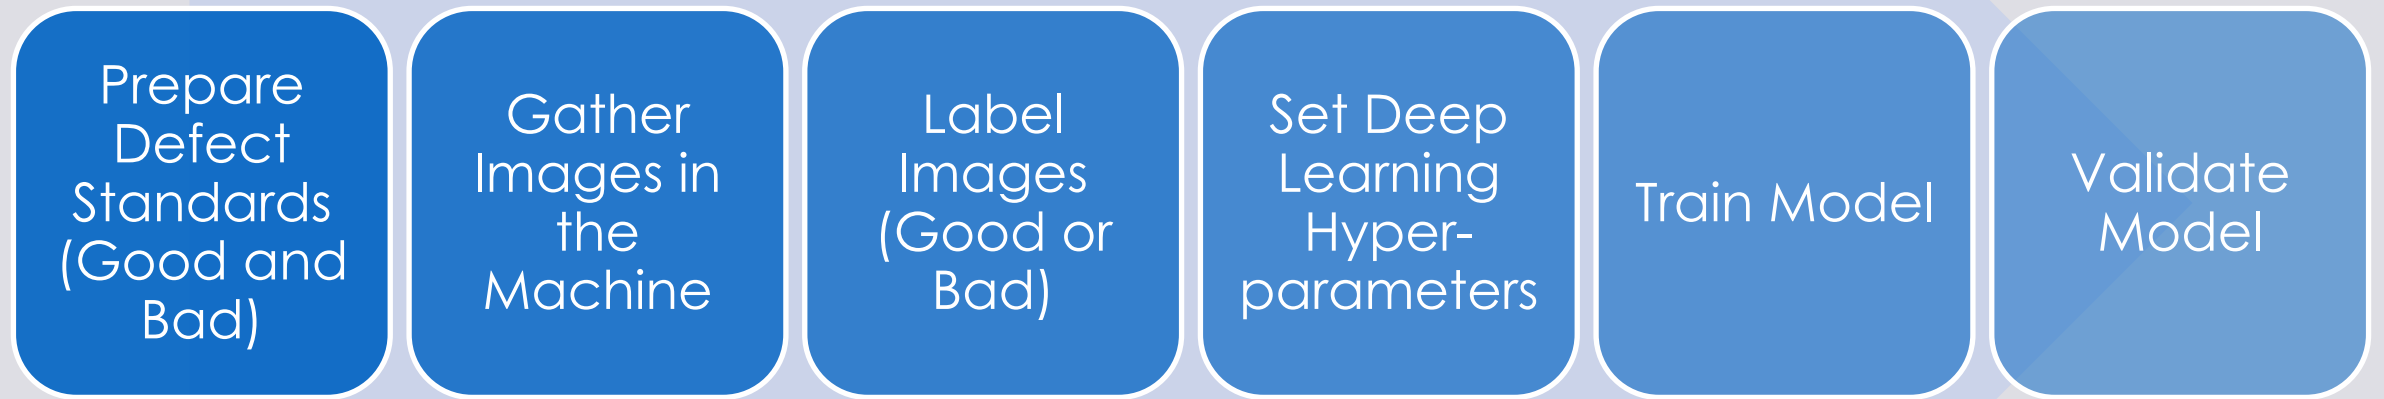 Prepare
Defect
Standards
(Good and
Bad)
Gather
Images in
the
Machine
Label
Images
(Good or
Bad)
Set Deep
Learning
Hyper-
parameters
Train Model
Validate
Model